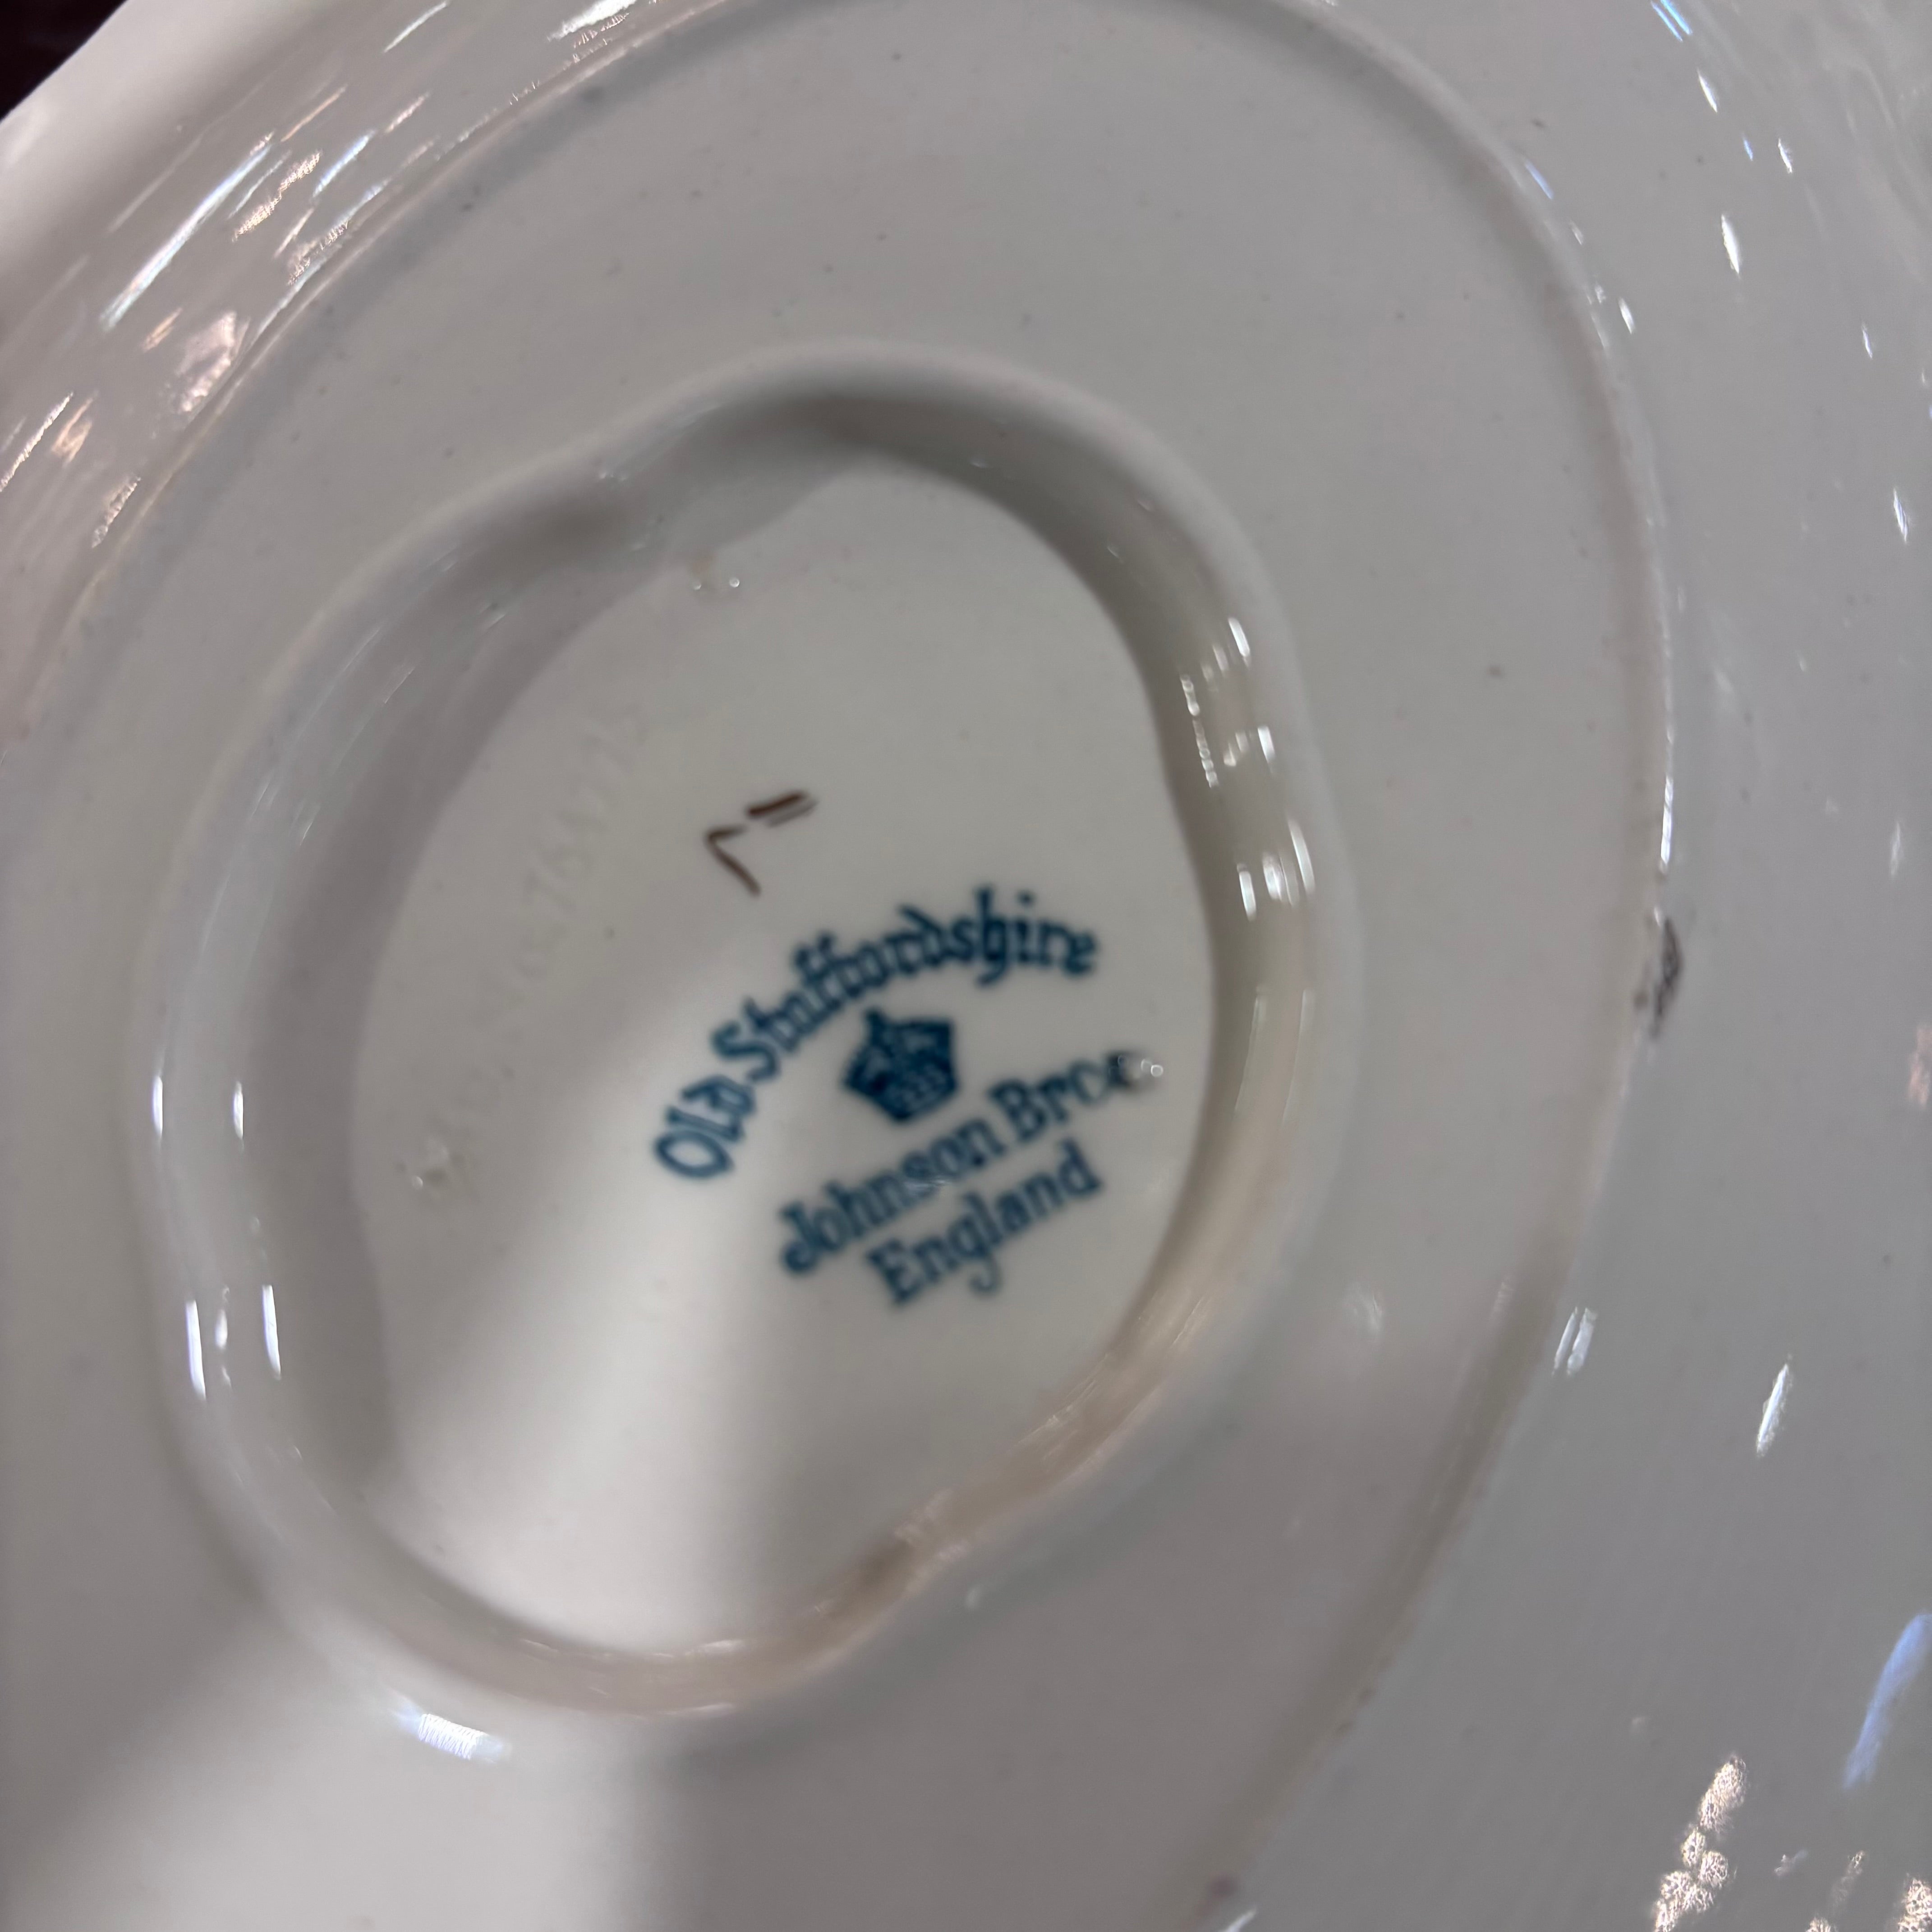 Old Staffordshire
Johnson Bros
England